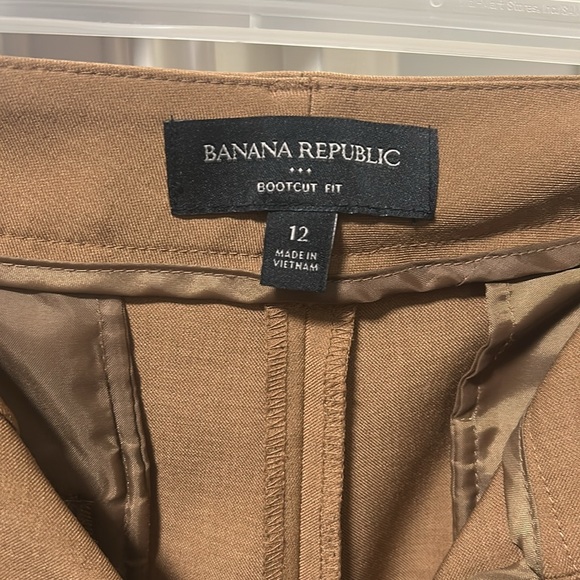 BANANA REPUBLIC
BOOTCUT FIT
12
MADE IN
VIETNAM